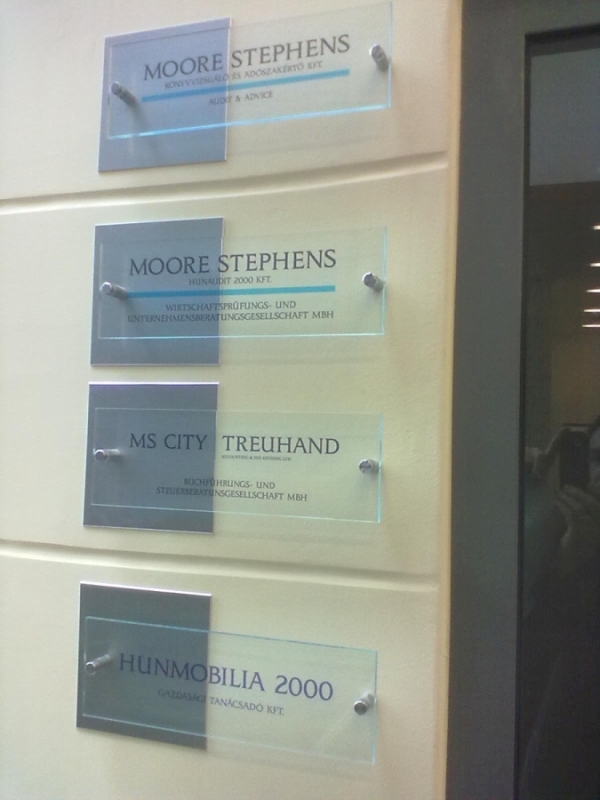 MOORE STEPHENS
KÖNYVVIZSGÁLÓ ÉS ADÓSZAKÉRTŐ KFT.
AUDIT & ADVICE
MOORE STEPHENS
HUNAUDIT 2000 KFT.
WIRTSCHAFTSPRÜFUNGS- UND
UNTERNEHMENSBERATUNGSGESELLSCHAFT MBH
MS CITY TREUHAND
BUCHFÜHRUNGS- UND
STEUERBERATUNGSGESELLSCHAFT MBH
HUNMOBILIA 2000
GAZDASÁGI TANÁCSADÓ KFT.